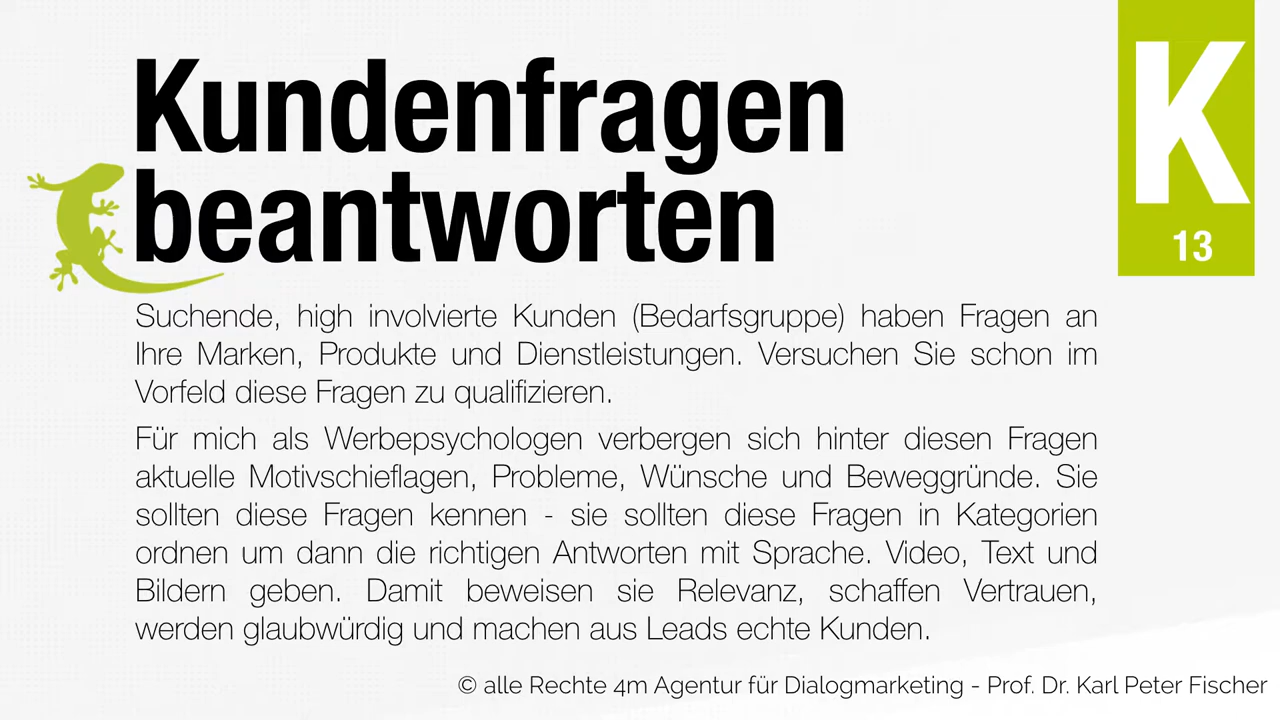 Kundenfragen
beantworten
K
13
Suchende, high involvierte Kunden (Bedarfsgruppe) haben Fragen an
Ihre Marken, Produkte und Dienstleistungen. Versuchen Sie schon im
Vorfeld diese Fragen zu qualifizieren.
Für mich als Werbepsychologen verbergen sich hinter diesen Fragen
aktuelle Motivschieflagen, Probleme, Wünsche und Beweggründe. Sie
sollten diese Fragen kennen - sie sollten diese Fragen in Kategorien
ordnen um dann die richtigen Antworten mit Sprache. Video, Text und
Bildern geben. Damit beweisen sie Relevanz, schaffen Vertrauen,
werden glaubwürdig und machen aus Leads echte Kunden.
© alle Rechte 4m Agentur für Dialogmarketing - Prof. Dr. Karl Peter Fischer